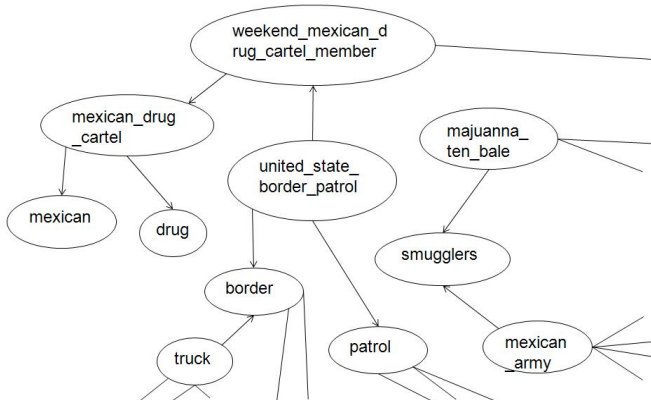 weekend_mexican_d
rug_cartel_member
mexican_drug
_cartel
majuanna_
ten_bale
united_state_
border_patrol
mexican
drug
smugglers
border
truck
patrol
mexican
_army